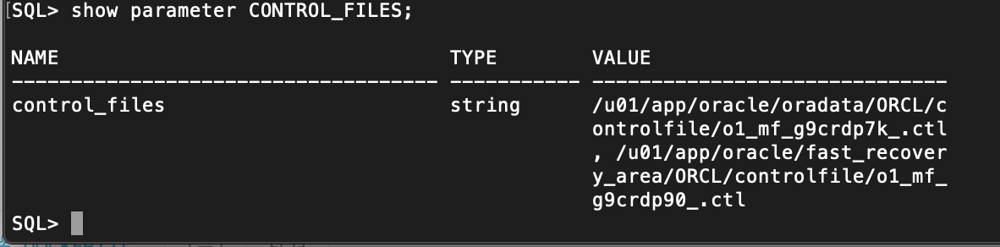 [SQL> show parameter CONTROL_FILES;
NAME                                 TYPE        VALUE
------------------------------------ ----------- ------------------------------
control_files                        string      /u01/app/oracle/oradata/ORCL/c
                                                 ontrolfile/o1_mf_g9crdp7k_.ctl
                                                 , /u01/app/oracle/fast_recover
                                                 y_area/ORCL/controlfile/o1_mf_
                                                 g9crdp90_.ctl
SQL>